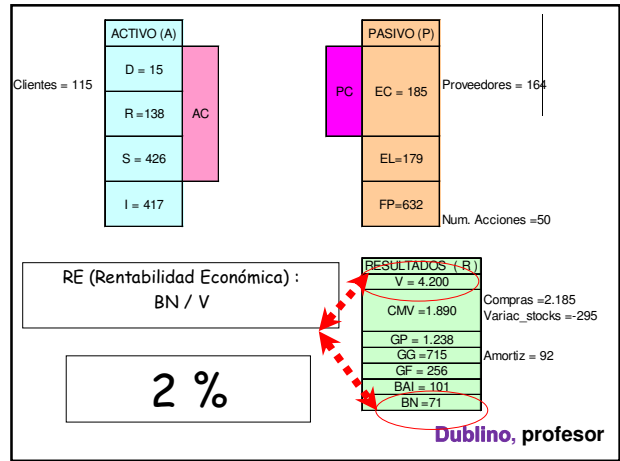 ACTIVO (A)
PASIVO (P)
Clientes = 115
D = 15
R =138
AC
S = 426
I = 417
PC
EC = 185
Proveedores = 164
EL=179
FP=632
Num. Acciones =50
RE (Rentabilidad Económica) :
BN / V
2 %
RESULTADOS ( R )
V = 4.200
CMV =1.890
Compras =2.185
Variac_stocks =-295
GP = 1.238
GG =715
Amortiz = 92
GF = 256
BAI = 101
BN =71
Dublino, profesor